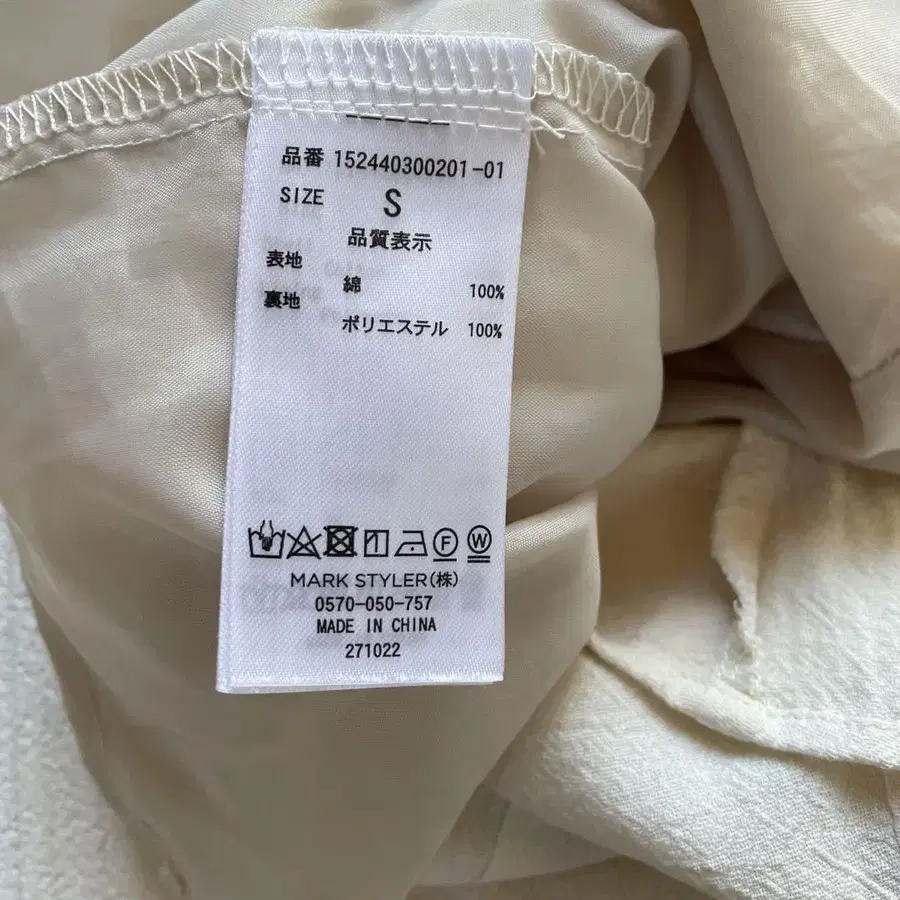 品番 152440300201-01
SIZE S
品質表示
表地 綿 100%
裏地 ポリエステル 100%
F W
MARK STYLER(株)
0570-050-757
MADE IN CHINA
271022